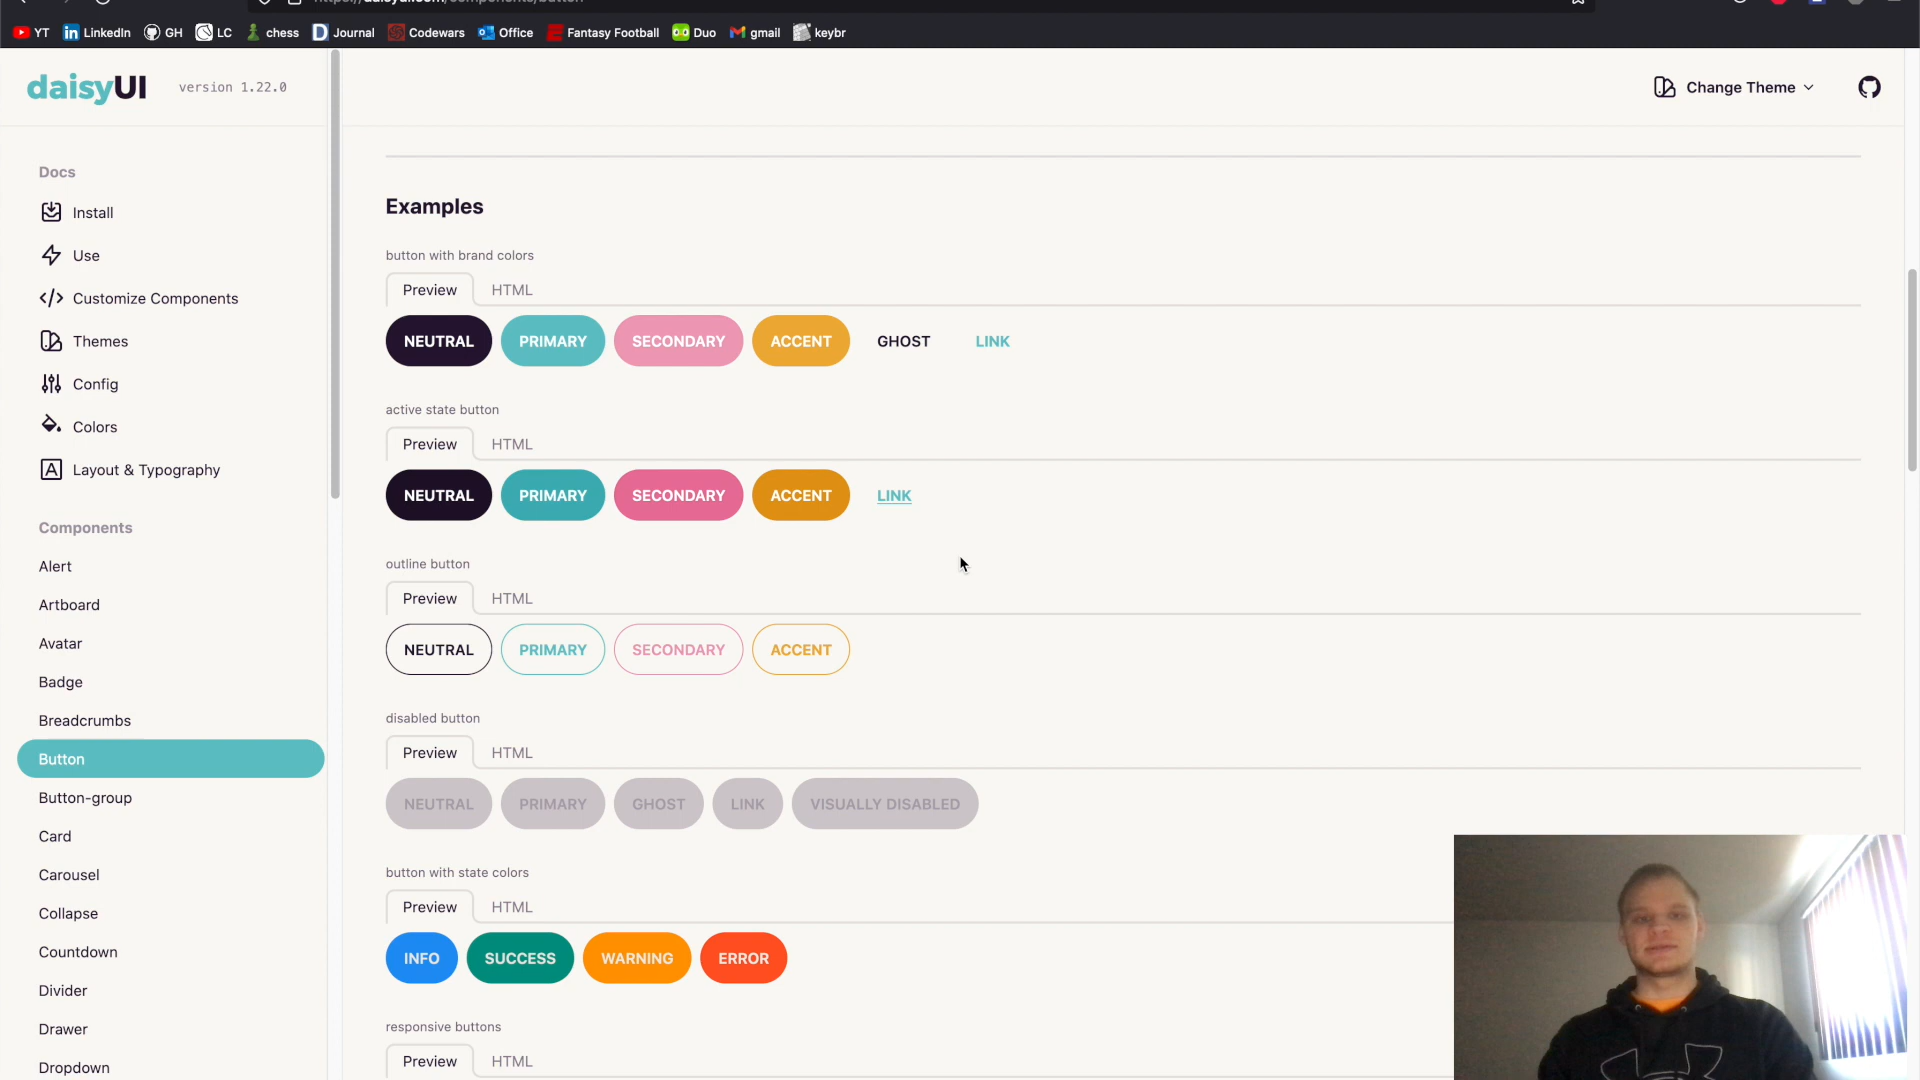 YT
LinkedIn
GH
LC
chess
Journal
Codewars
Office
Fantasy Football
Duo
gmail
keybr
daisyUI
version 1.22.0
Change Theme
Docs
Install
Use
Customize Components
Themes
Config
Colors
Layout & Typography
Components
Alert
Artboard
Avatar
Badge
Breadcrumbs
Button
Button-group
Card
Carousel
Collapse
Countdown
Divider
Drawer
Dropdown
Examples
button with brand colors
Preview HTML
NEUTRAL PRIMARY SECONDARY ACCENT GHOST LINK
active state button
Preview HTML
NEUTRAL PRIMARY SECONDARY ACCENT LINK
outline button
Preview HTML
NEUTRAL PRIMARY SECONDARY ACCENT
disabled button
Preview HTML
NEUTRAL PRIMARY GHOST LINK VISUALLY DISABLED
button with state colors
Preview HTML
INFO SUCCESS WARNING ERROR
responsive buttons
Preview HTML